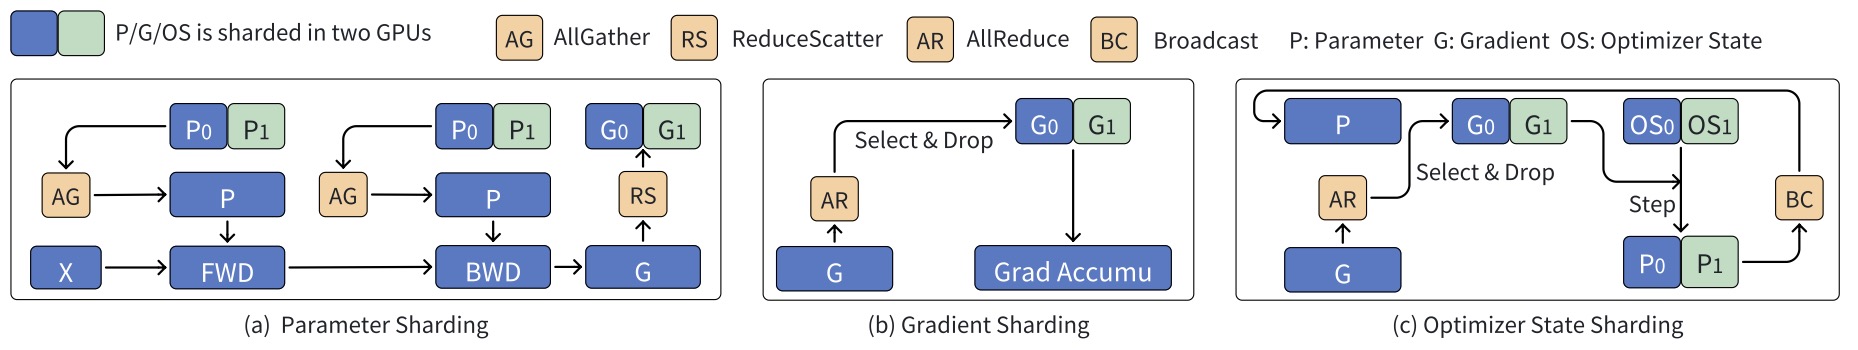 P/G/OS is sharded in two GPUs AG AllGather RS ReduceScatter AR AllReduce BC Broadcast P: Parameter G: Gradient OS: Optimizer State
P0 P1 P0 P1 G0 G1
AG P AG P RS
X FWD BWD G
(a) Parameter Sharding
G0 G1
Select & Drop
AR
G Grad Accumu
(b) Gradient Sharding
P G0 G1 OS0 OS1
Select & Drop
AR Step BC
G P0 P1
(c) Optimizer State Sharding